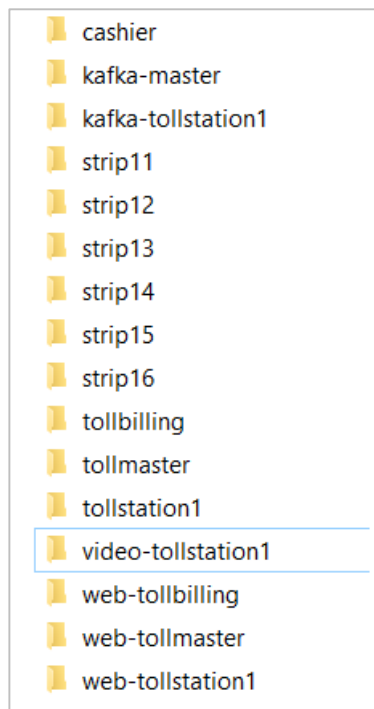 cashier
kafka-master
kafka-tollstation1
strip11
strip12
strip13
strip14
strip15
strip16
tollbilling
tollmaster
tollstation1
video-tollstation1
web-tollbilling
web-tollmaster
web-tollstation1